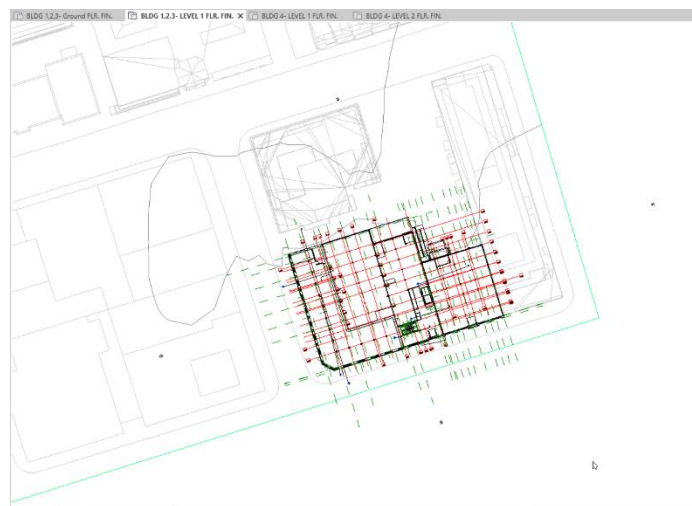 BLDG 1,2,3- Ground FLR. FIN. BLDG 1,2,3- LEVEL 1 FLR. FIN. X BLDG 4- LEVEL 1 FLR. FIN. BLDG 4- LEVEL 2 FLR. FIN.